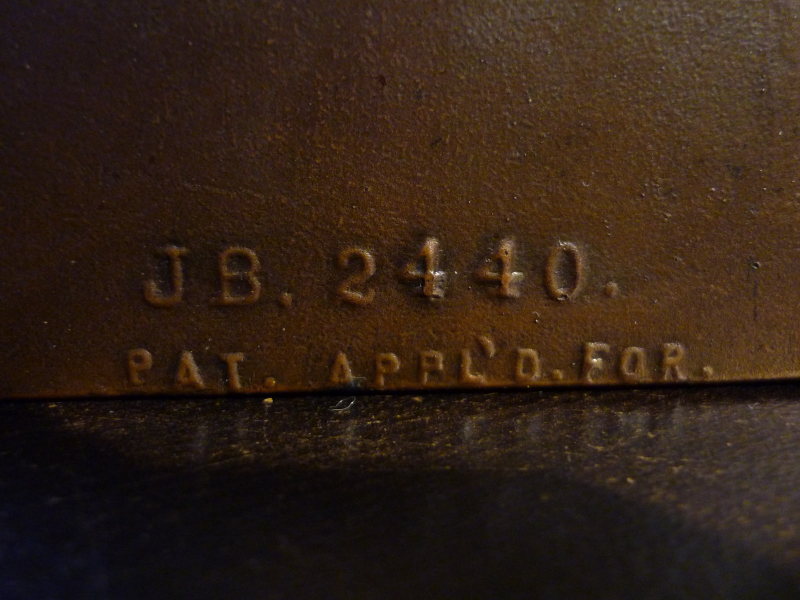 JB. 2440.
PAT. APPL'D. FOR.